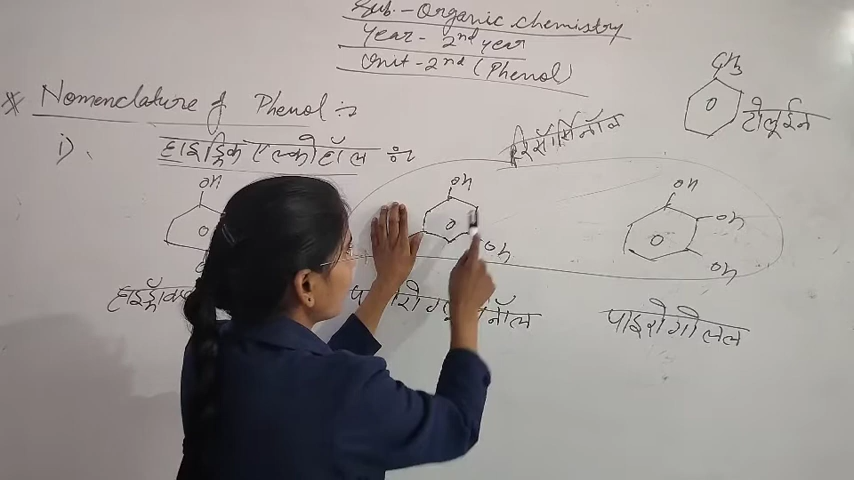 Sub. - Organic chemistry
Year - 2nd year
Unit - 2nd (Phenol)
* Nomenclature of Phenol :-
i)
हाइड्रिक एल्कोहॉल :-
CH3
टोलूईन
OH
OH
OH
OH
OH
OH
पाइरोगोलल